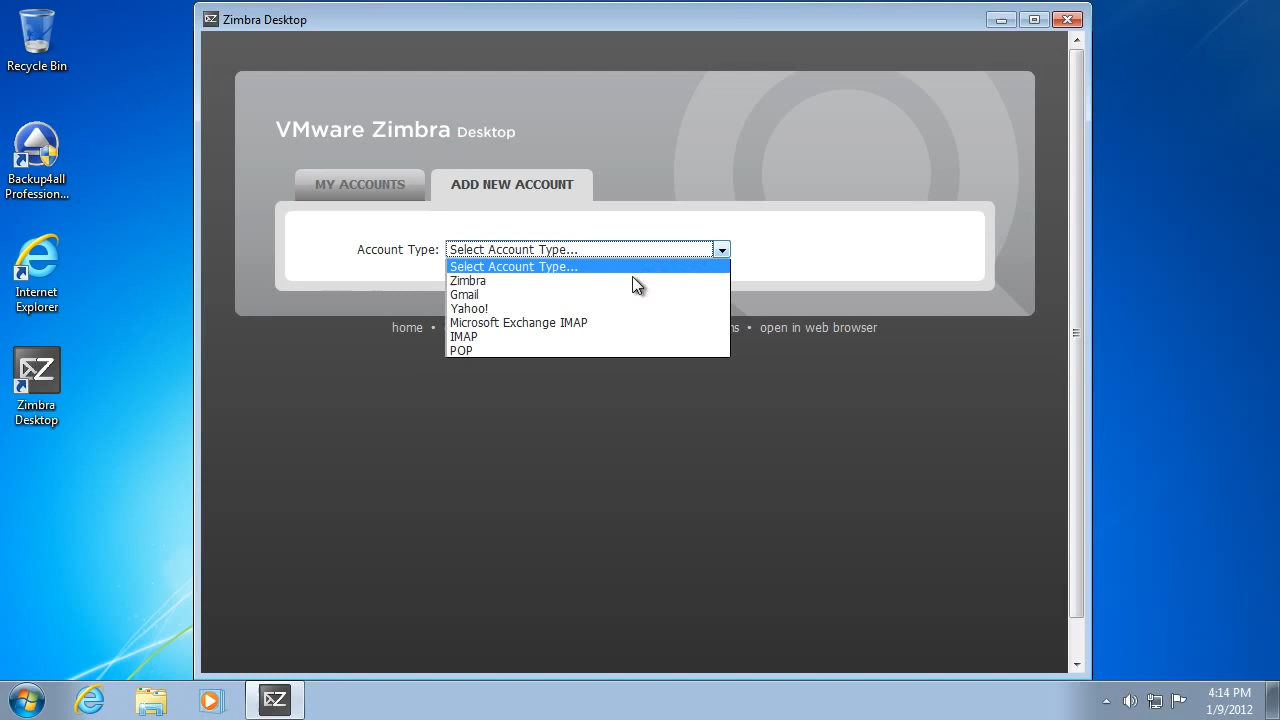 Recycle Bin
Backup4all
Profession...
Internet
Explorer
Zimbra
Desktop
Zimbra Desktop
VMware Zimbra Desktop
MY ACCOUNTS
ADD NEW ACCOUNT
Account Type: Select Account Type...
Select Account Type...
Zimbra
Gmail
Yahoo!
Microsoft Exchange IMAP
IMAP
POP
home • • open in web browser
4:14 PM
1/9/2012